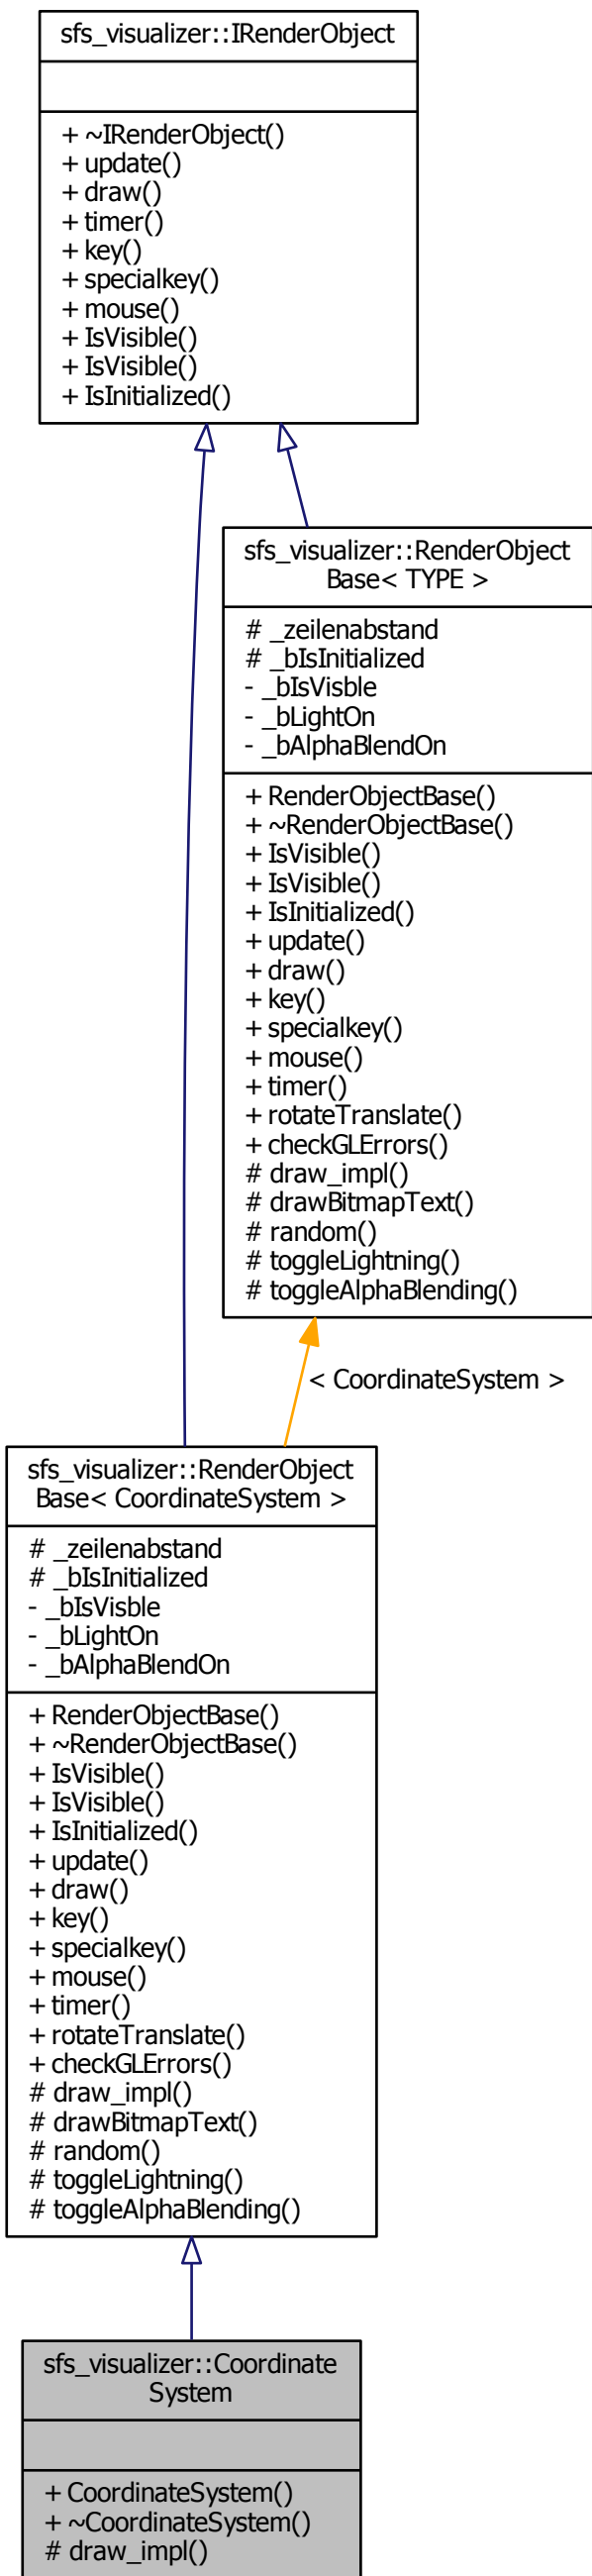 sfs_visualizer::IRenderObject
+ ~IRenderObject()
+ update()
+ draw()
+ timer()
+ key()
+ specialkey()
+ mouse()
+ IsVisible()
+ IsVisible()
+ IsInitialized()
sfs_visualizer::RenderObject
Base< TYPE >
# _zeilenabstand
# _bIsInitialized
- _bIsVisble
- _bLightOn
- _bAlphaBlendOn
+ RenderObjectBase()
+ ~RenderObjectBase()
+ IsVisible()
+ IsVisible()
+ IsInitialized()
+ update()
+ draw()
+ key()
+ specialkey()
+ mouse()
+ timer()
+ rotateTranslate()
+ checkGLErrors()
# draw_impl()
# drawBitmapText()
# random()
# toggleLightning()
# toggleAlphaBlending()
< CoordinateSystem >
sfs_visualizer::RenderObject
Base< CoordinateSystem >
# _zeilenabstand
# _bIsInitialized
- _bIsVisble
- _bLightOn
- _bAlphaBlendOn
+ RenderObjectBase()
+ ~RenderObjectBase()
+ IsVisible()
+ IsVisible()
+ IsInitialized()
+ update()
+ draw()
+ key()
+ specialkey()
+ mouse()
+ timer()
+ rotateTranslate()
+ checkGLErrors()
# draw_impl()
# drawBitmapText()
# random()
# toggleLightning()
# toggleAlphaBlending()
sfs_visualizer::Coordinate
System
+ CoordinateSystem()
+ ~CoordinateSystem()
# draw_impl()